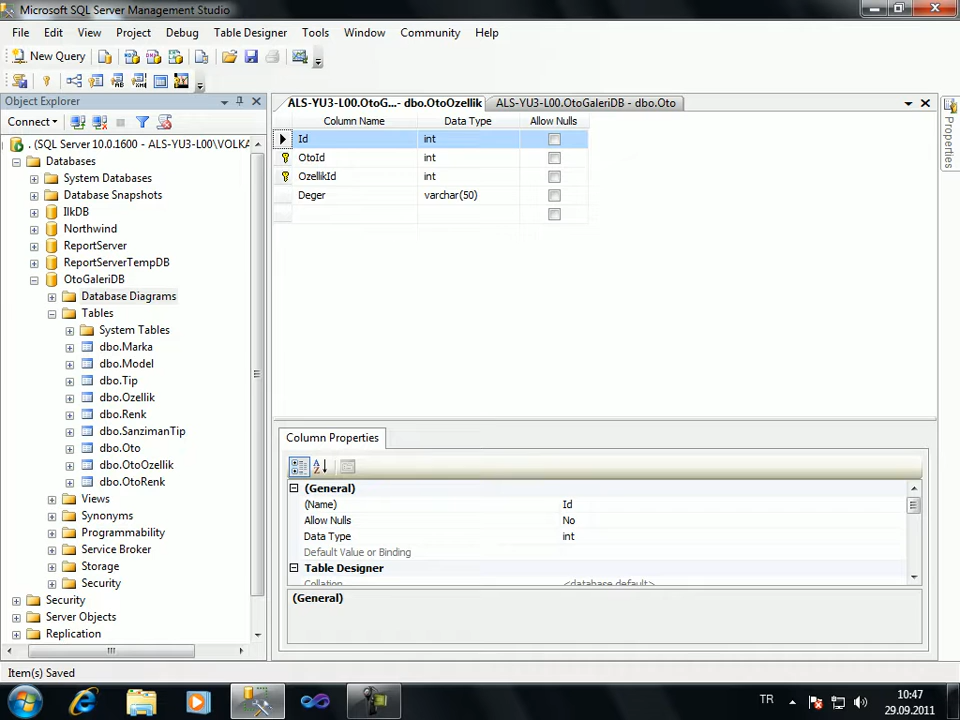 Microsoft SQL Server Management Studio
File Edit View Project Debug Table Designer Tools Window Community Help
New Query
Object Explorer
Connect
. (SQL Server 10.0.1600 - ALS-YU3-L00\VOLKA
Databases
System Databases
Database Snapshots
IlkDB
Northwind
ReportServer
ReportServerTempDB
OtoGaleriDB
Database Diagrams
Tables
System Tables
dbo.Marka
dbo.Model
dbo.Tip
dbo.Ozellik
dbo.Renk
dbo.SanzimanTip
dbo.Oto
dbo.OtoOzellik
dbo.OtoRenk
Views
Synonyms
Programmability
Service Broker
Storage
Security
Security
Server Objects
Replication
ALS-YU3-L00.OtoG...- dbo.OtoOzellik ALS-YU3-L00.OtoGaleriDB - dbo.Oto
Column Name Data Type Allow Nulls
Id int
OtoId int
OzellikId int
Deger varchar(50)
Column Properties
(General)
(Name) Id
Allow Nulls No
Data Type int
Default Value or Binding
Table Designer
Collation <database default>
(General)
Properties
Item(s) Saved
TR
10:47
29.09.2011